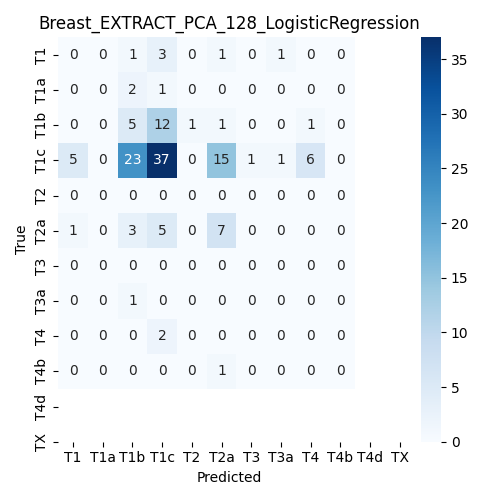 Breast_EXTRACT_PCA_128_LogisticRegression
T1 0 0 1 3 0 1 0 1 0 0
T1a 0 0 2 1 0 0 0 0 0 0
T1b 0 0 5 12 1 1 0 0 1 0
T1c 5 0 23 37 0 15 1 1 6 0
T2 0 0 0 0 0 0 0 0 0 0
T2a 1 0 3 5 0 7 0 0 0 0
T3 0 0 0 0 0 0 0 0 0 0
T3a 0 0 1 0 0 0 0 0 0 0
T4 0 0 0 2 0 0 0 0 0 0
T4b 0 0 0 0 0 1 0 0 0 0
T4d
TX
T1 T1a T1b T1c T2 T2a T3 T3a T4 T4b T4d TX
Predicted
True
35
30
25
20
15
10
5
0